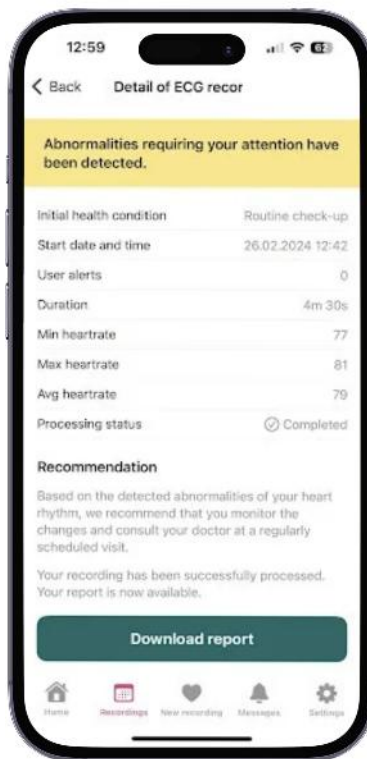 12:59
63
Back Detail of ECG recor
Abnormalities requiring your attention have
been detected.
Initial health condition Routine check-up
Start date and time 26.02.2024 12:42
User alerts 0
Duration 4m 30s
Min heartrate 77
Max heartrate 81
Avg heartrate 79
Processing status Completed
Recommendation
Based on the detected abnormalities of your heart
rhythm, we recommend that you monitor the
changes and consult your doctor at a regularly
scheduled visit.
Your recording has been successfully processed.
Your report is now available.
Download report
Home Recordings New recording Messages Settings